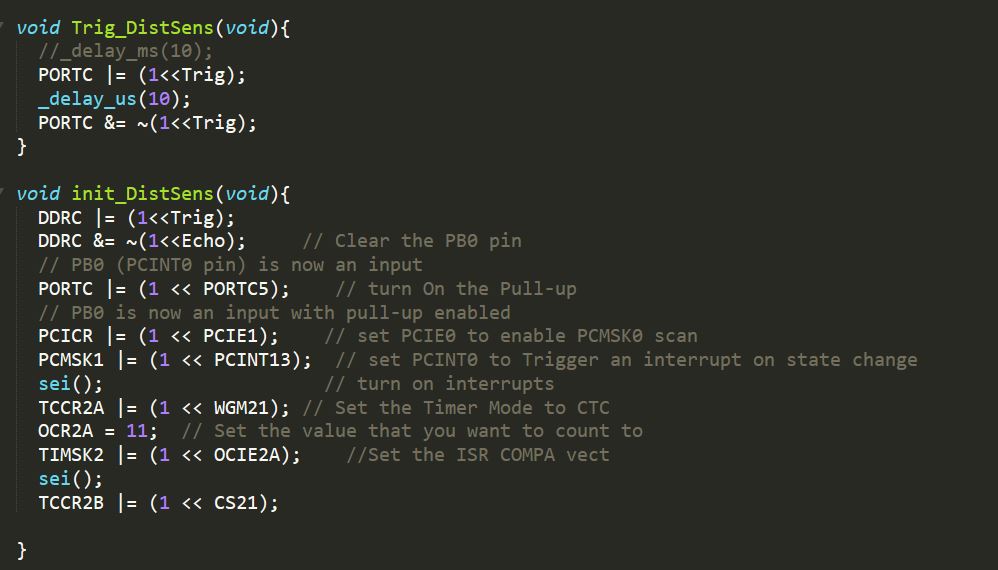 void Trig_DistSens(void){
//_delay_ms(10);
PORTC |= (1<<Trig);
_delay_us(10);
PORTC &= ~(1<<Trig);
}
void init_DistSens(void){
DDRC |= (1<<Trig);
DDRC &= ~(1<<Echo); // Clear the PB0 pin
// PB0 (PCINT0 pin) is now an input
PORTC |= (1 << PORTC5); // turn On the Pull-up
// PB0 is now an input with pull-up enabled
PCICR |= (1 << PCIE1); // set PCIE0 to enable PCMSK0 scan
PCMSK1 |= (1 << PCINT13); // set PCINT0 to Trigger an interrupt on state change
sei(); // turn on interrupts
TCCR2A |= (1 << WGM21); // Set the Timer Mode to CTC
OCR2A = 11; // Set the value that you want to count to
TIMSK2 |= (1 << OCIE2A); //Set the ISR COMPA vect
sei();
TCCR2B |= (1 << CS21);
}